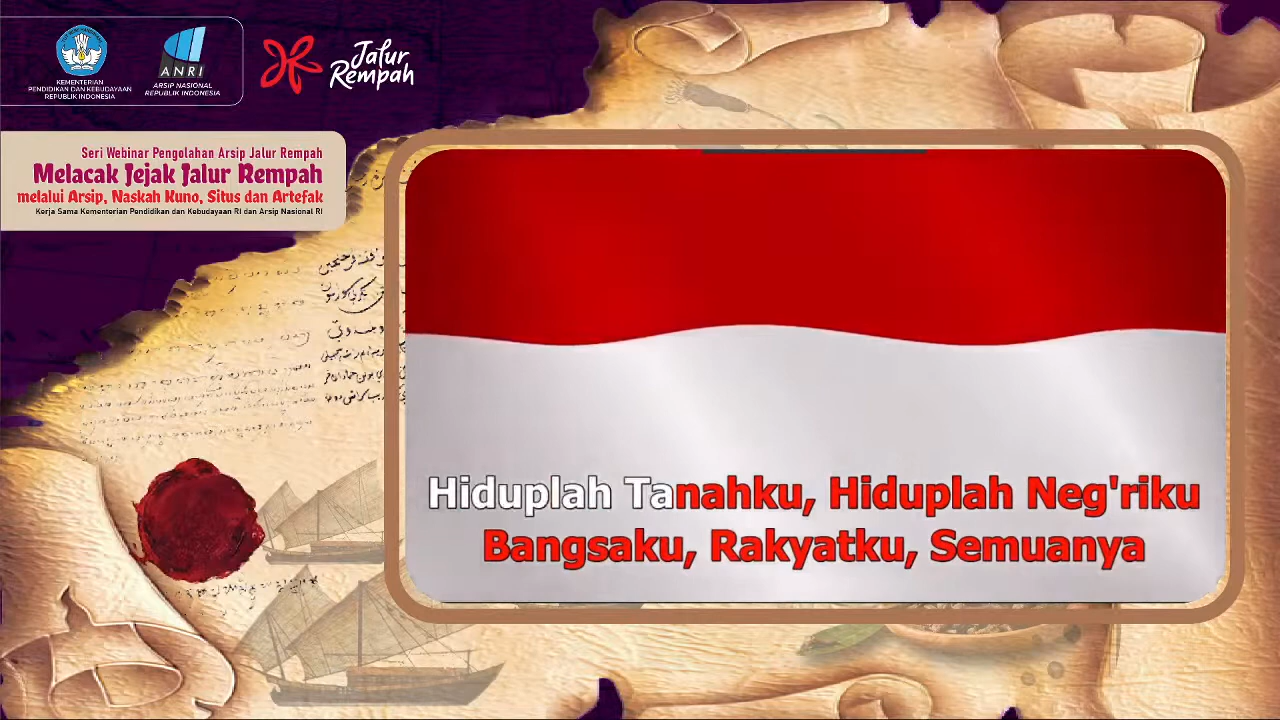 KEMENTERIAN
PENDIDIKAN DAN KEBUDAYAAN
REPUBLIK INDONESIA
ANRI
ARSIP NASIONAL
REPUBLIK INDONESIA
Jalur
Rempah
Seri Webinar Pengolahan Arsip Jalur Rempah
Melacak Jejak Jalur Rempah
melalui Arsip, Naskah Kuno, Situs dan Artefak
Kerja Sama Kementerian Pendidikan dan Kebudayaan RI dan Arsip Nasional RI
Hiduplah Tanahku, Hiduplah Neg'riku
Bangsaku, Rakyatku, Semuanya